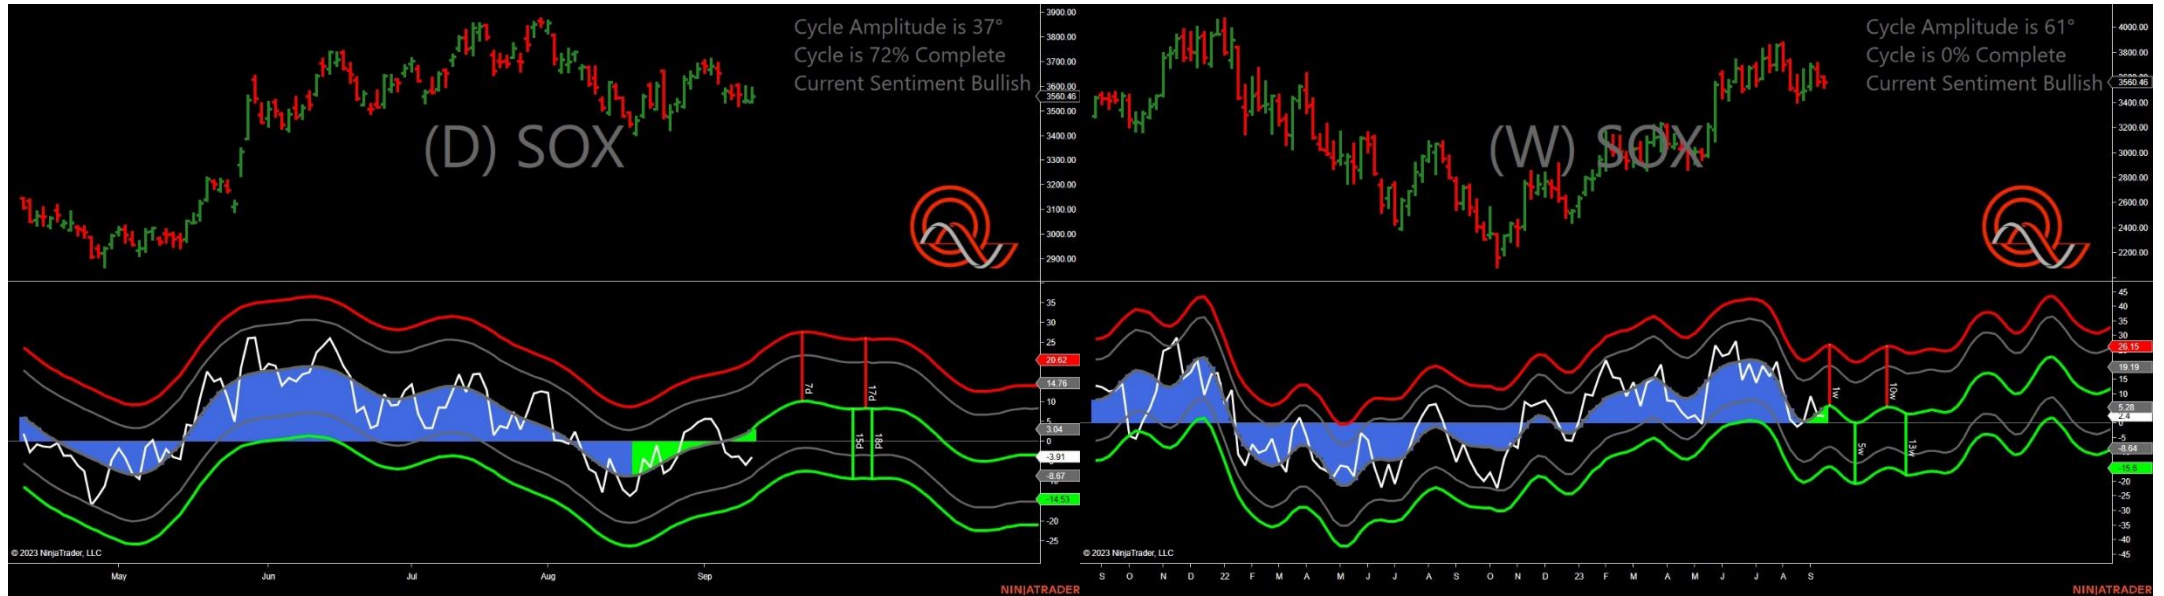 Cycle Amplitude is 37°
Cycle is 72% Complete
Current Sentiment Bullish
(D) SOX
3900.00
3800.00
3700.00
3600.00
3560.46
3500.00
3400.00
3300.00
3200.00
3100.00
3000.00
2900.00
35
30
25
20.62
14.76
10
5
3.04
0
-3.91
-8.67
-14.53
-20
-25
7d
17d
15d
18d
© 2023 NinjaTrader, LLC
May Jun Jul Aug Sep
NINJATRADER
Cycle Amplitude is 61°
Cycle is 0% Complete
Current Sentiment Bullish
(W) SOX
4000.00
3800.00
3560.46
3400.00
3200.00
3000.00
2800.00
2600.00
2400.00
2200.00
45
40
35
30
26.15
19.19
15
10
5.28
2.4
-5
-8.64
-15.6
-20
-25
-30
-35
-40
-45
1w
10w
5w
13w
© 2023 NinjaTrader, LLC
S O N D 22 F M A M J J A S O N D 23 F M A M J J A S
NINJATRADER